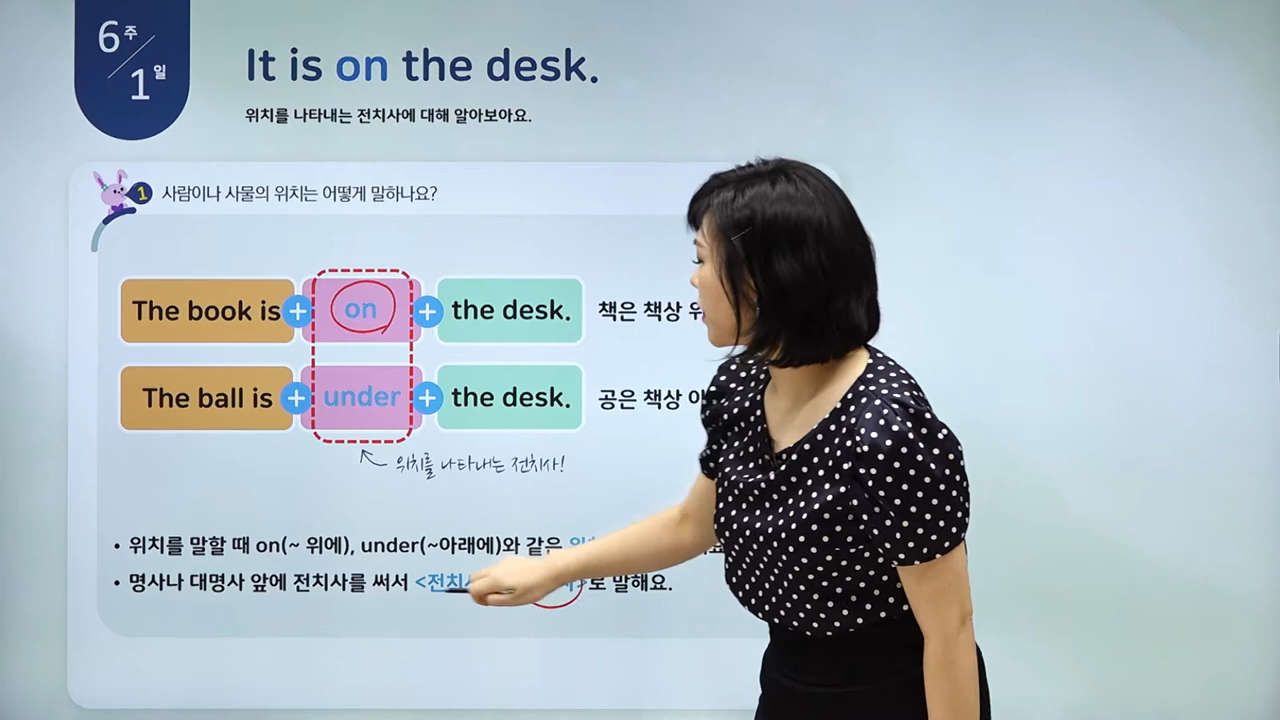 6주
1일
It is on the desk.
위치를 나타내는 전치사에 대해 알아보아요.
1 사람이나 사물의 위치는 어떻게 말하나요?
The book is + on + the desk. 책은 책상
The ball is + under + the desk. 공은 책상
위치를 나타내는 전치사!
• 위치를 말할 때 on(~ 위에), under(~아래에)와 같은
• 명사나 대명사 앞에 전치사를 써서 <전치사 로 말해요.